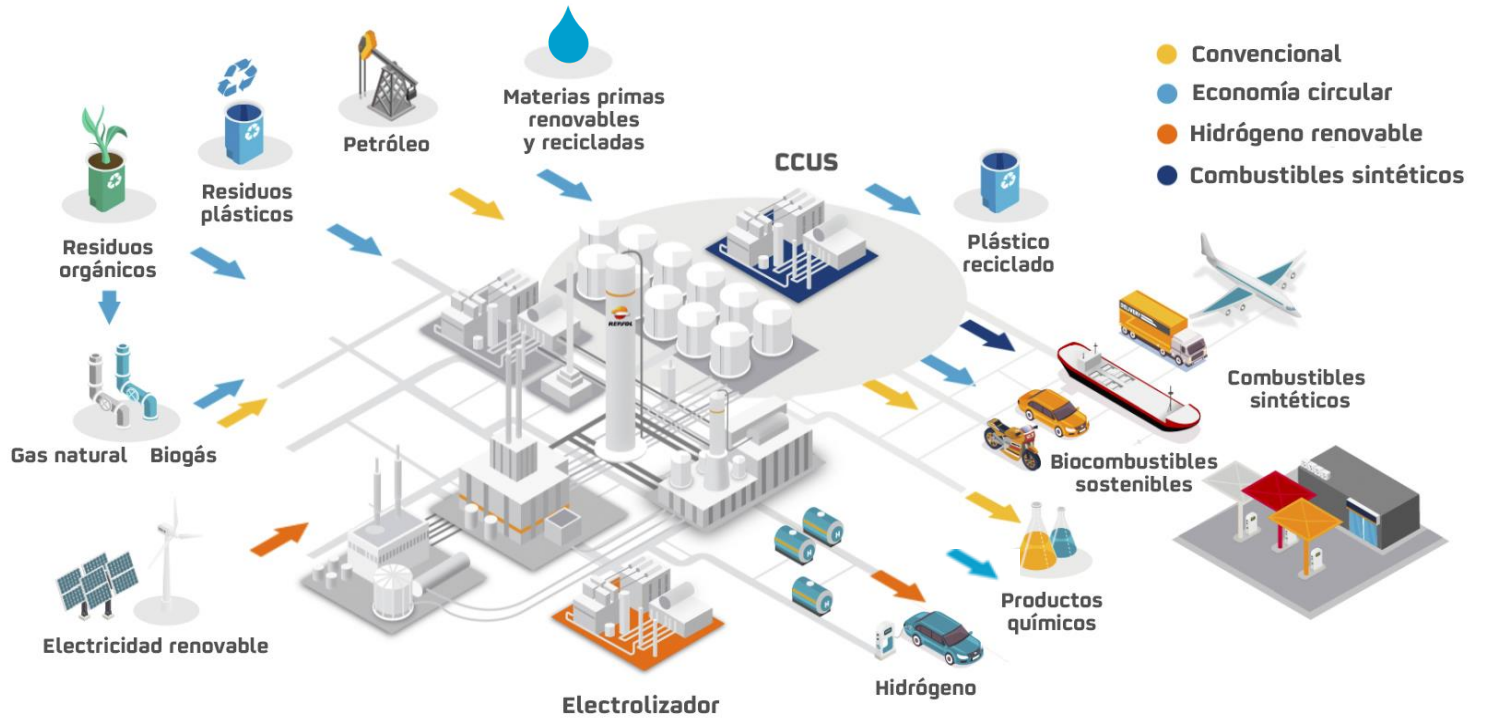 Petróleo
Materias primas
renovables
y recicladas
Residuos
plásticos
Residuos
orgánicos
CCUS
Plástico
reciclado
Convencional
Economía circular
Hidrógeno renovable
Combustibles sintéticos
REPSOL
Gas natural
Biogás
Combustibles
sintéticos
Biocombustibles
sostenibles
Electricidad renovable
Electrolizador
H
H
H
Hidrógeno
Productos
químicos